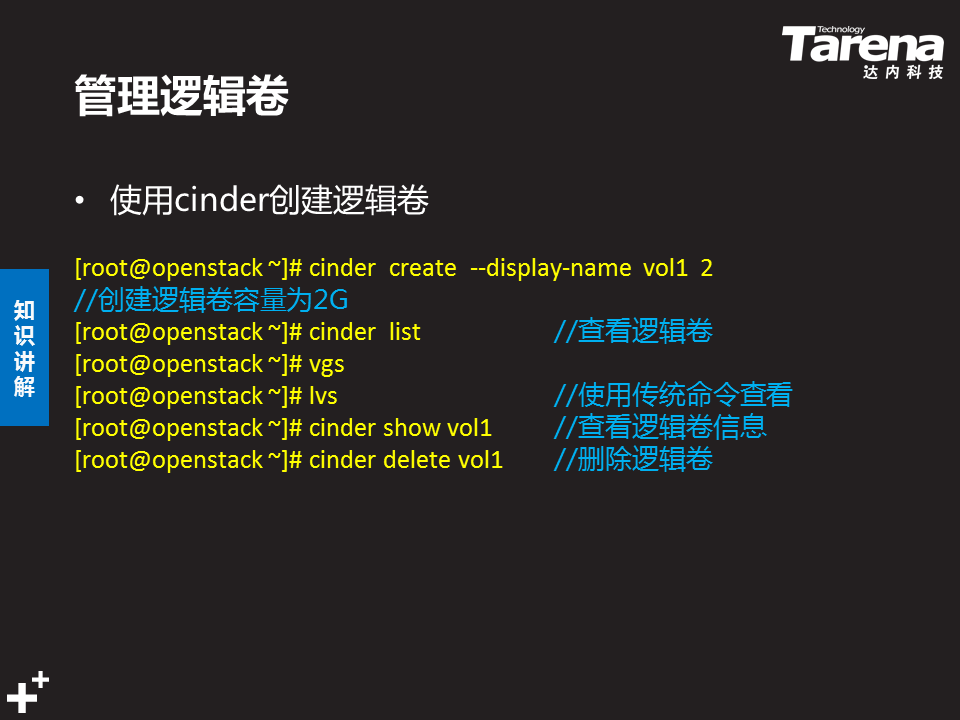 Technology
Tarena
达内科技
管理逻辑卷
• 使用cinder创建逻辑卷
[root@openstack ~]# cinder create --display-name vol1 2
//创建逻辑卷容量为2G
[root@openstack ~]# cinder list //查看逻辑卷
[root@openstack ~]# vgs
[root@openstack ~]# lvs //使用传统命令查看
[root@openstack ~]# cinder show vol1 //查看逻辑卷信息
[root@openstack ~]# cinder delete vol1 //删除逻辑卷
知
识
讲
解